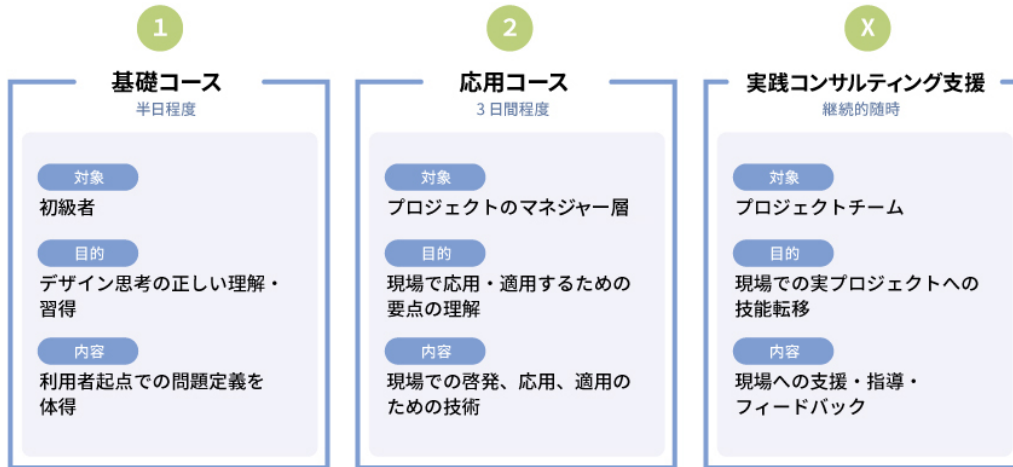 1
基礎コース
半日程度
対象
初級者
目的
デザイン思考の正しい理解・
習得
内容
利用者起点での問題定義を
体得
2
応用コース
3日間程度
対象
プロジェクトのマネジャー層
目的
現場で応用・適用するための
要点の理解
内容
現場での啓発、応用、適用の
ための技術
X
実践コンサルティング支援
継続的随時
対象
プロジェクトチーム
目的
現場での実プロジェクトへの
技能転移
内容
現場への支援・指導・
フィードバック